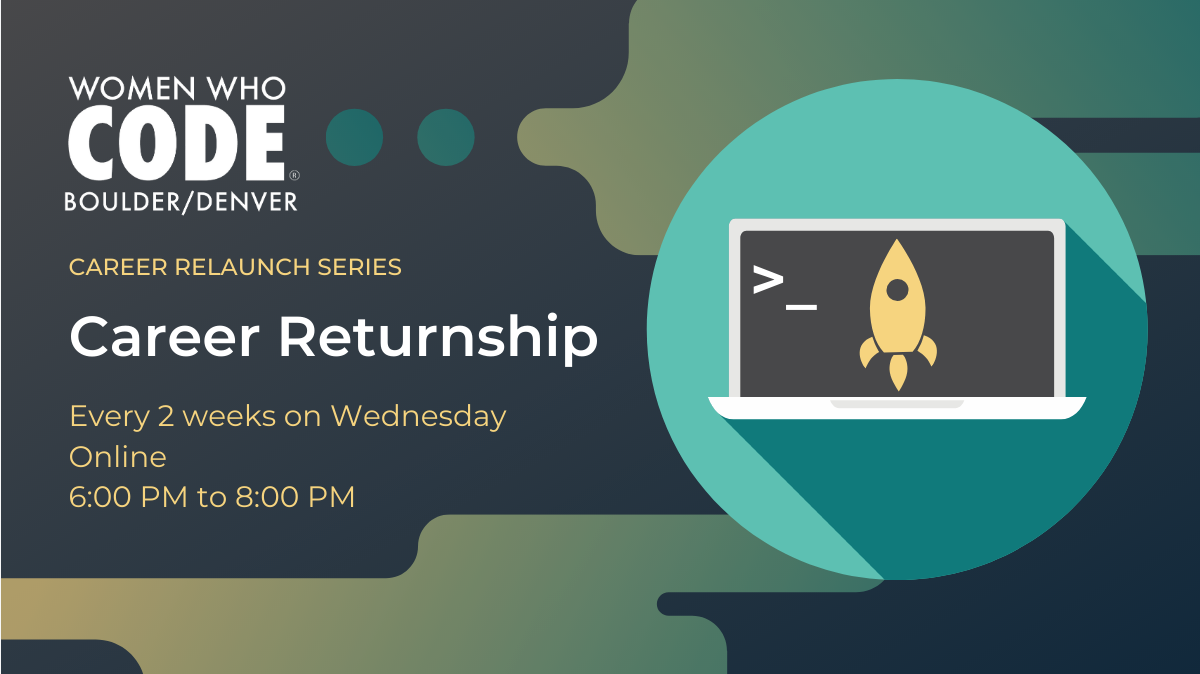 WOMEN WHO
CODE®
BOULDER/DENVER
CAREER RELAUNCH SERIES
Career Returnship
Every 2 weeks on Wednesday
Online
6:00 PM to 8:00 PM
>_